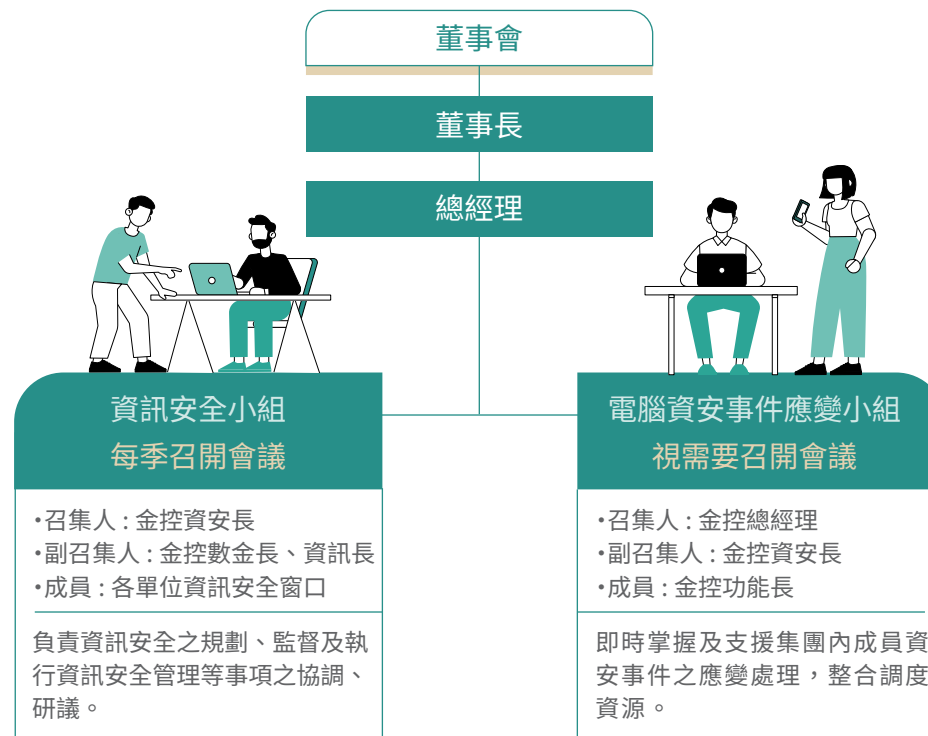 董事會
董事長
總經理
資訊安全小組
每季召開會議
•召集人:金控資安長
•副召集人:金控數金長、資訊長
•成員:各單位資訊安全窗口
負責資訊安全之規劃、監督及執
行資訊安全管理等事項之協調、
研議。
電腦資安事件應變小組
視需要召開會議
•召集人:金控總經理
•副召集人:金控資安長
•成員:金控功能長
即時掌握及支援集團內成員資
安事件之應變處理,整合調度
資源。